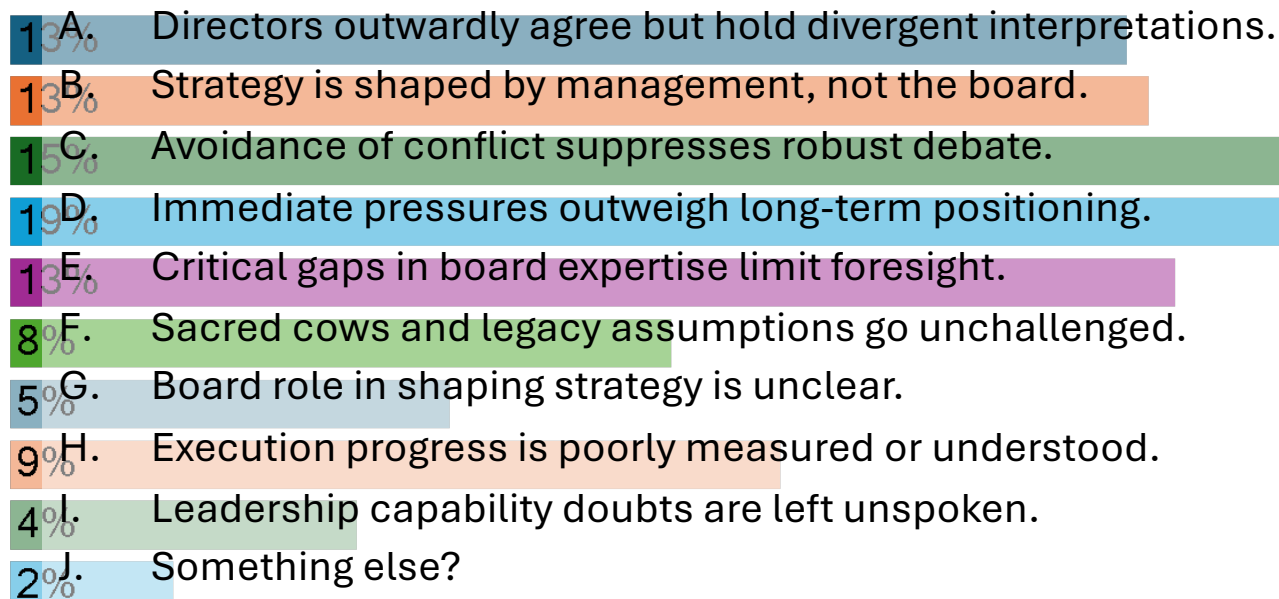 13% A. Directors outwardly agree but hold divergent interpretations.
13% B. Strategy is shaped by management, not the board.
15% C. Avoidance of conflict suppresses robust debate.
19% D. Immediate pressures outweigh long-term positioning.
13% E. Critical gaps in board expertise limit foresight.
8% F. Sacred cows and legacy assumptions go unchallenged.
5% G. Board role in shaping strategy is unclear.
9% H. Execution progress is poorly measured or understood.
4% I. Leadership capability doubts are left unspoken.
2% J. Something else?